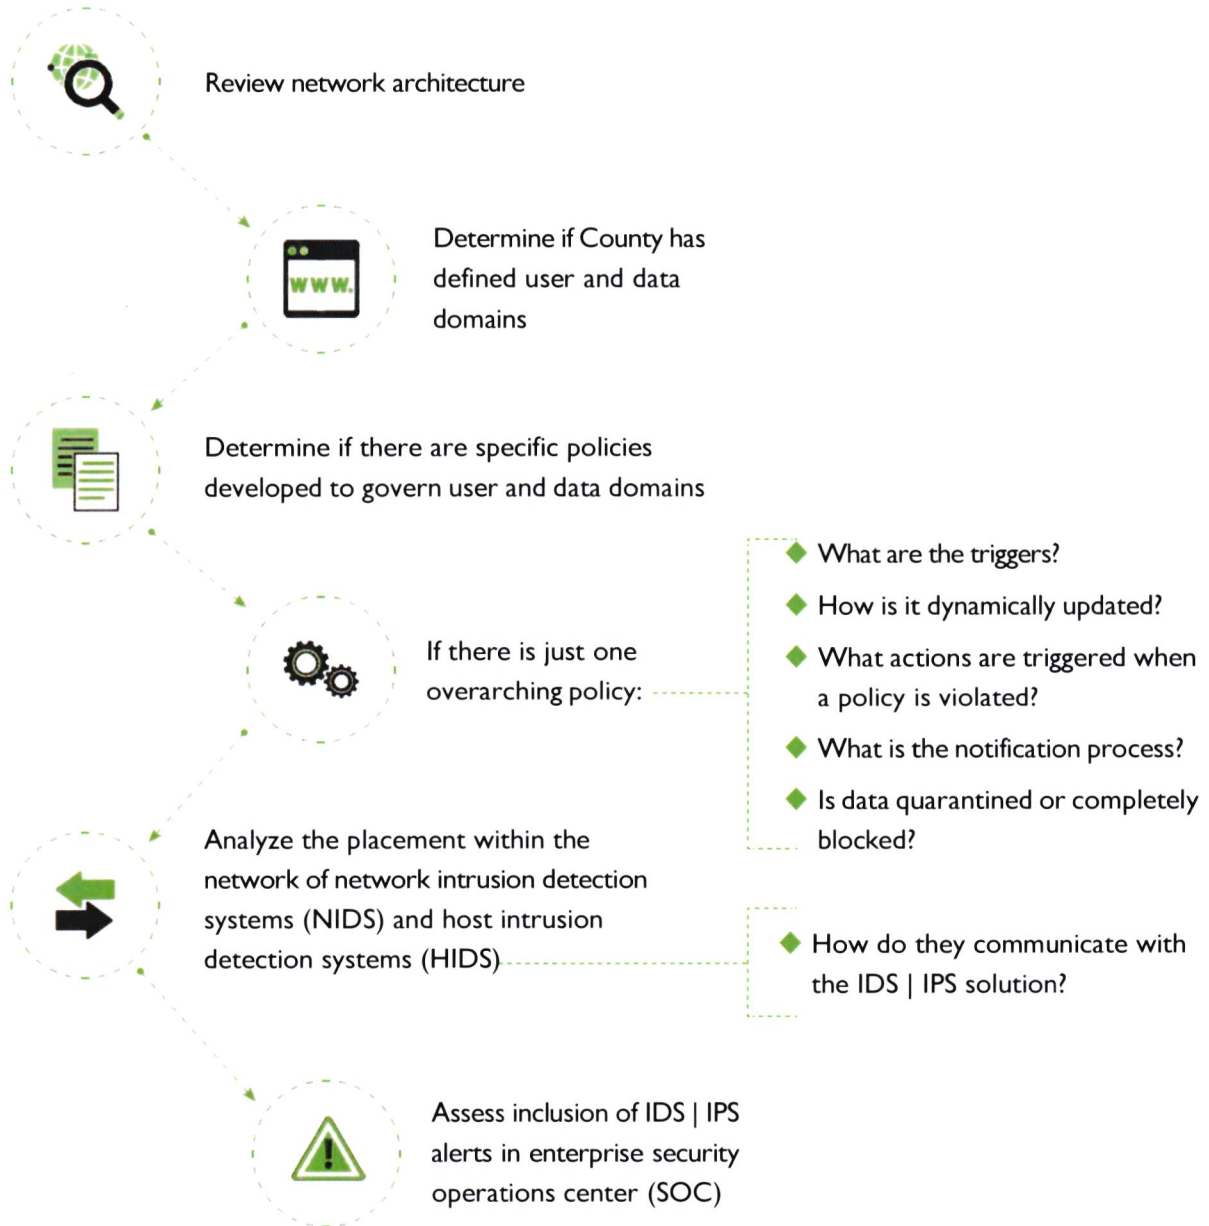 Review network architecture
www.
Determine if County has
defined user and data
domains
Determine if there are specific policies
developed to govern user and data domains
If there is just one
overarching policy:
What are the triggers?
How is it dynamically updated?
What actions are triggered when
a policy is violated?
What is the notification process?
Is data quarantined or completely
blocked?
Analyze the placement within the
network of network intrusion detection
systems (NIDS) and host intrusion
detection systems (HIDS)
How do they communicate with
the IDS | IPS solution?
!
Assess inclusion of IDS | IPS
alerts in enterprise security
operations center (SOC)